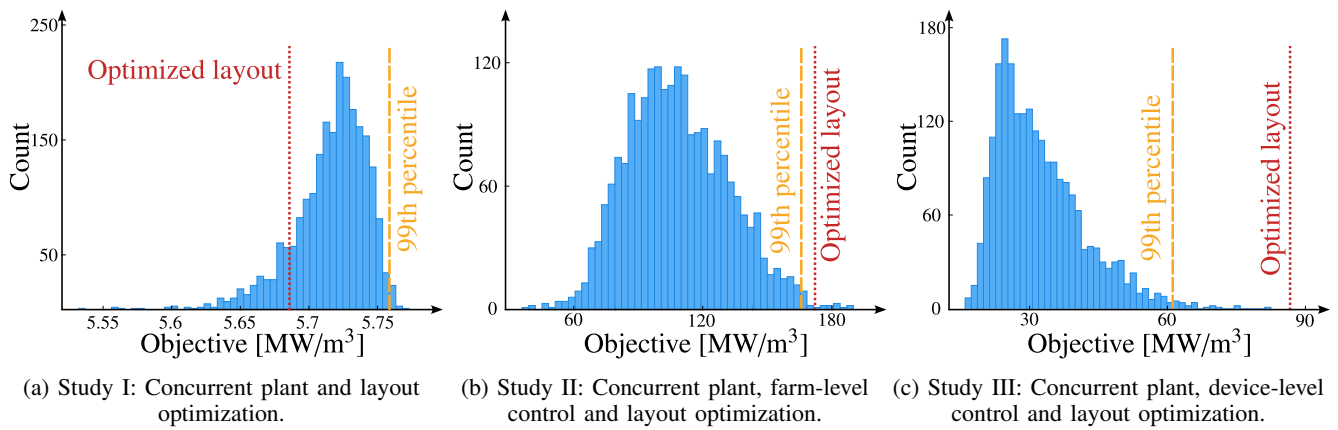 250
150
50
Count
Optimized layout
99th percentile
5.55
5.6
5.65
5.7
5.75
Objective [MW/m³]
(a) Study I: Concurrent plant and layout
optimization.
120
60
0
Count
99th percentile
Optimized layout
60
120
180
Objective [MW/m³]
(b) Study II: Concurrent plant, farm-level
control and layout optimization.
180
120
60
0
Count
99th percentile
Optimized layout
30
60
90
Objective [MW/m³]
(c) Study III: Concurrent plant, device-level
control and layout optimization.